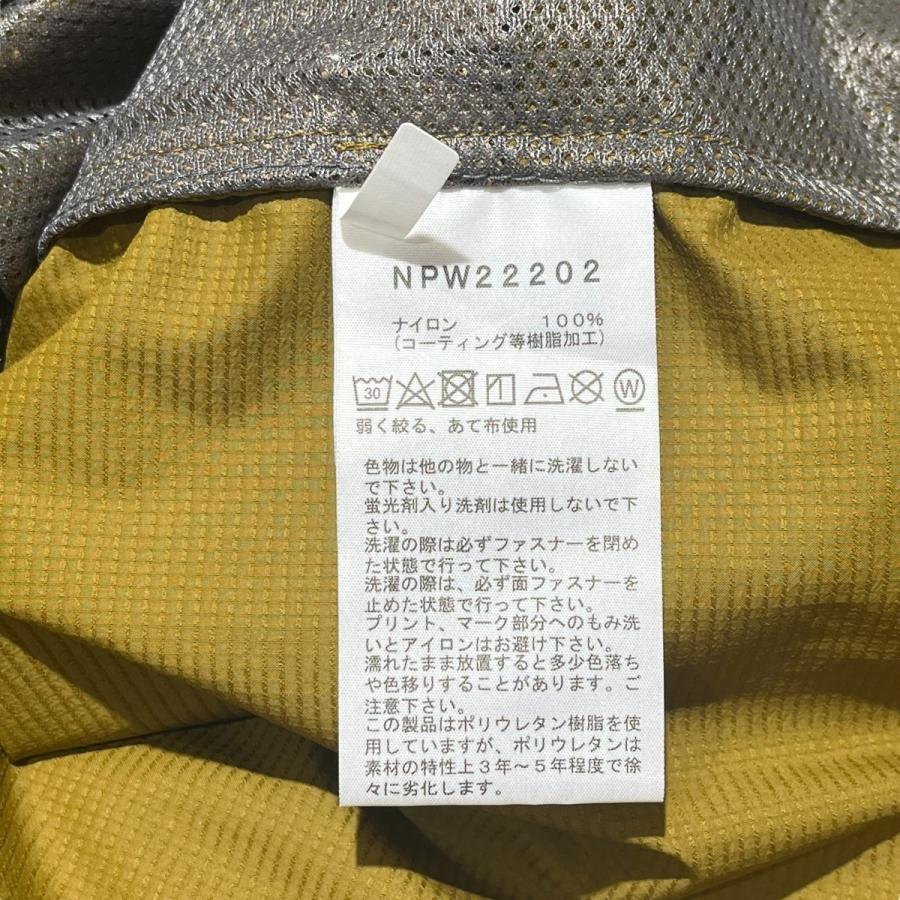 NPW22202
ナイロン 100%
(コーティング等樹脂加工)
30 W
弱く絞る、あて布使用
色物は他の物と一緒に洗濯しない
で下さい。
蛍光剤入り洗剤は使用しないで下
さい。
洗濯の際は必ずファスナーを閉め
た状態で行って下さい。
洗濯の際は、必ず面ファスナーを
止めた状態で行って下さい。
プリント、マーク部分へのもみ洗
いとアイロンはお避け下さい。
濡れたまま放置すると多少色落ち
や色移りすることがあります。ご
注意下さい。
この製品はポリウレタン樹脂を使
用していますが、ポリウレタンは
素材の特性上3年〜5年程度で徐
々に劣化します。